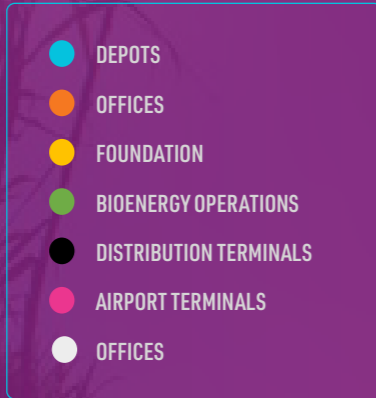 DEPOTS
OFFICES
FOUNDATION
BIOENERGY OPERATIONS
DISTRIBUTION TERMINALS
AIRPORT TERMINALS
OFFICES